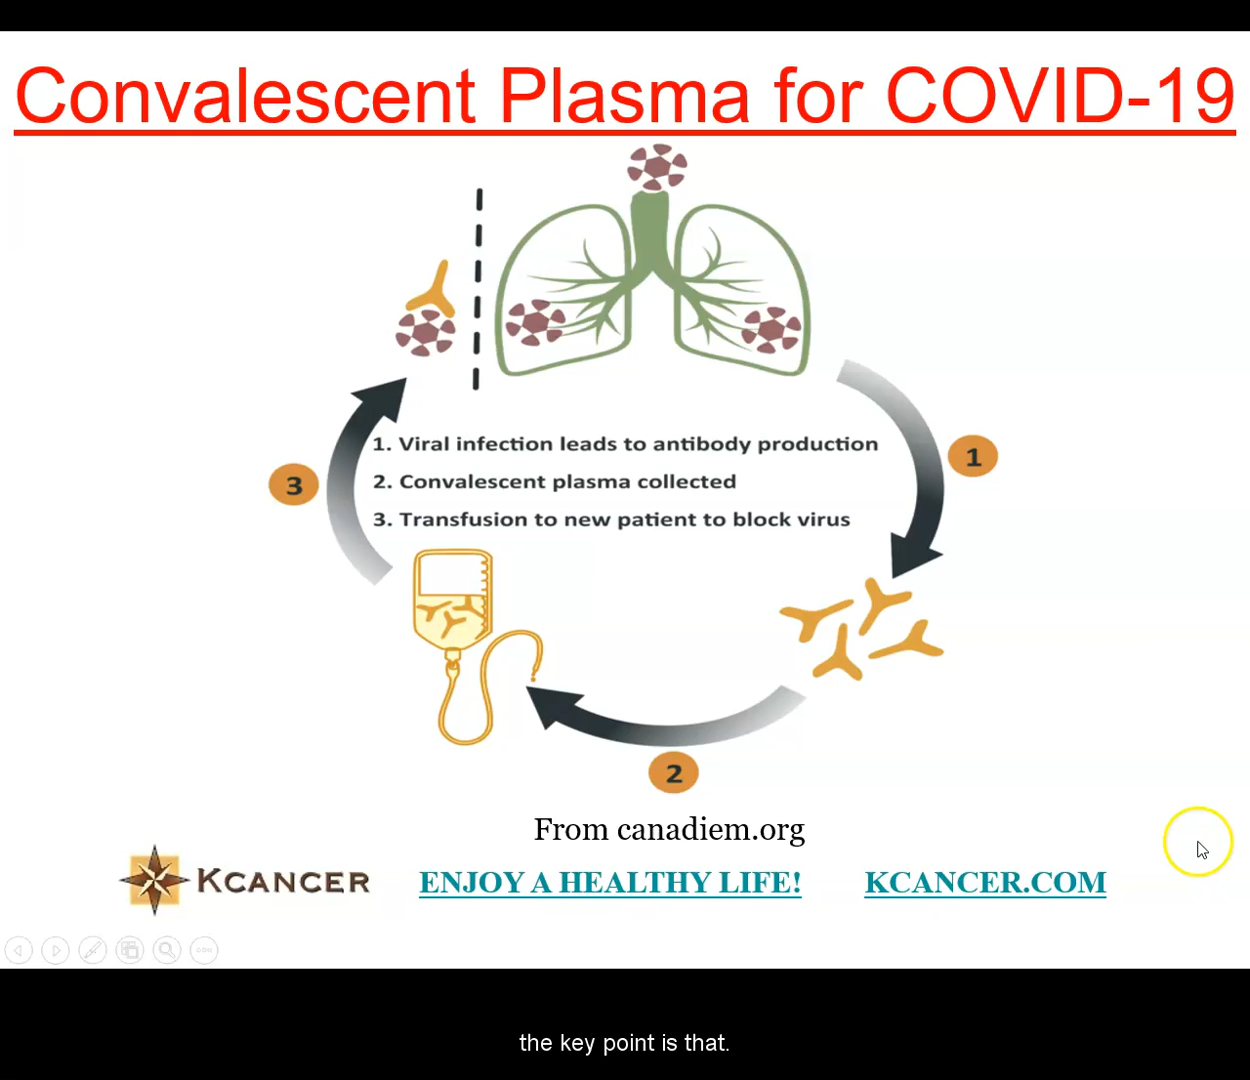 Convalescent Plasma for COVID-19
1. Viral infection leads to antibody production
2. Convalescent plasma collected
3. Transfusion to new patient to block virus
1
3
2
From canadiem.org
KCANCER
ENJOY A HEALTHY LIFE!
KCANCER.COM
the key point is that.